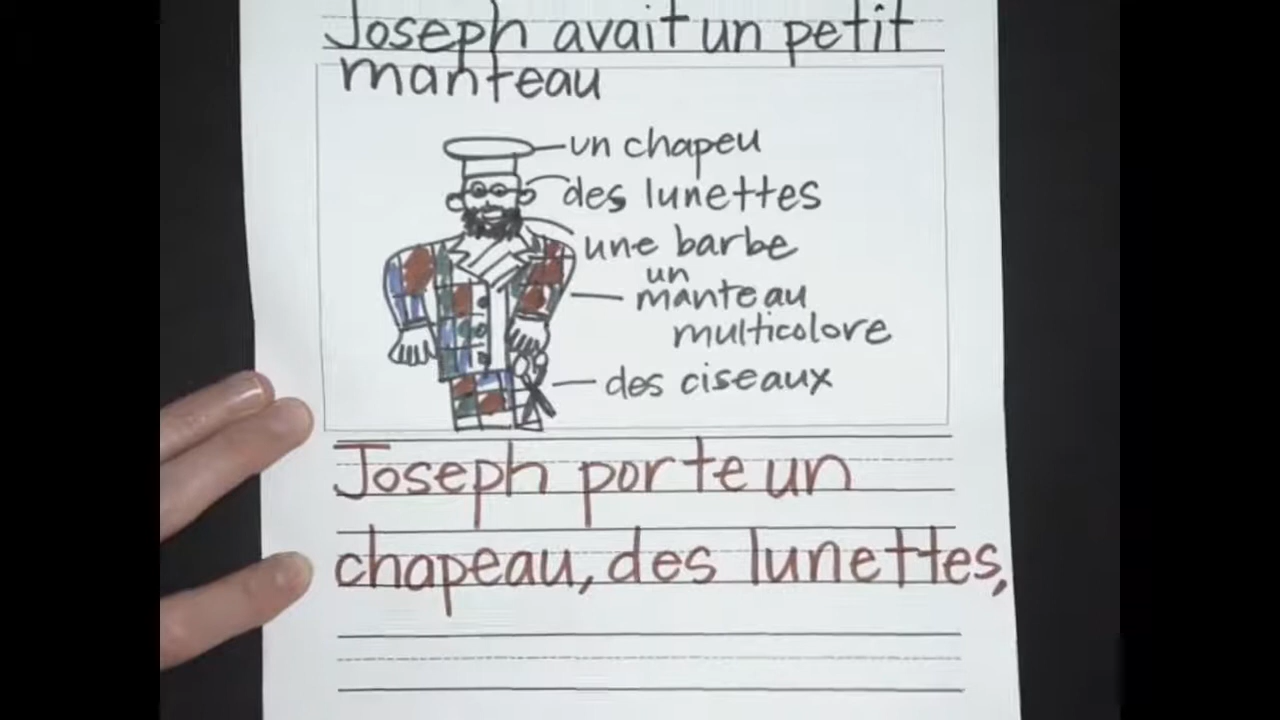 Joseph avait un petit
manteau
un chapeu
des lunettes
une barbe
un
manteau
multicolore
des ciseaux
Joseph porte un
chapeau, des lunettes,